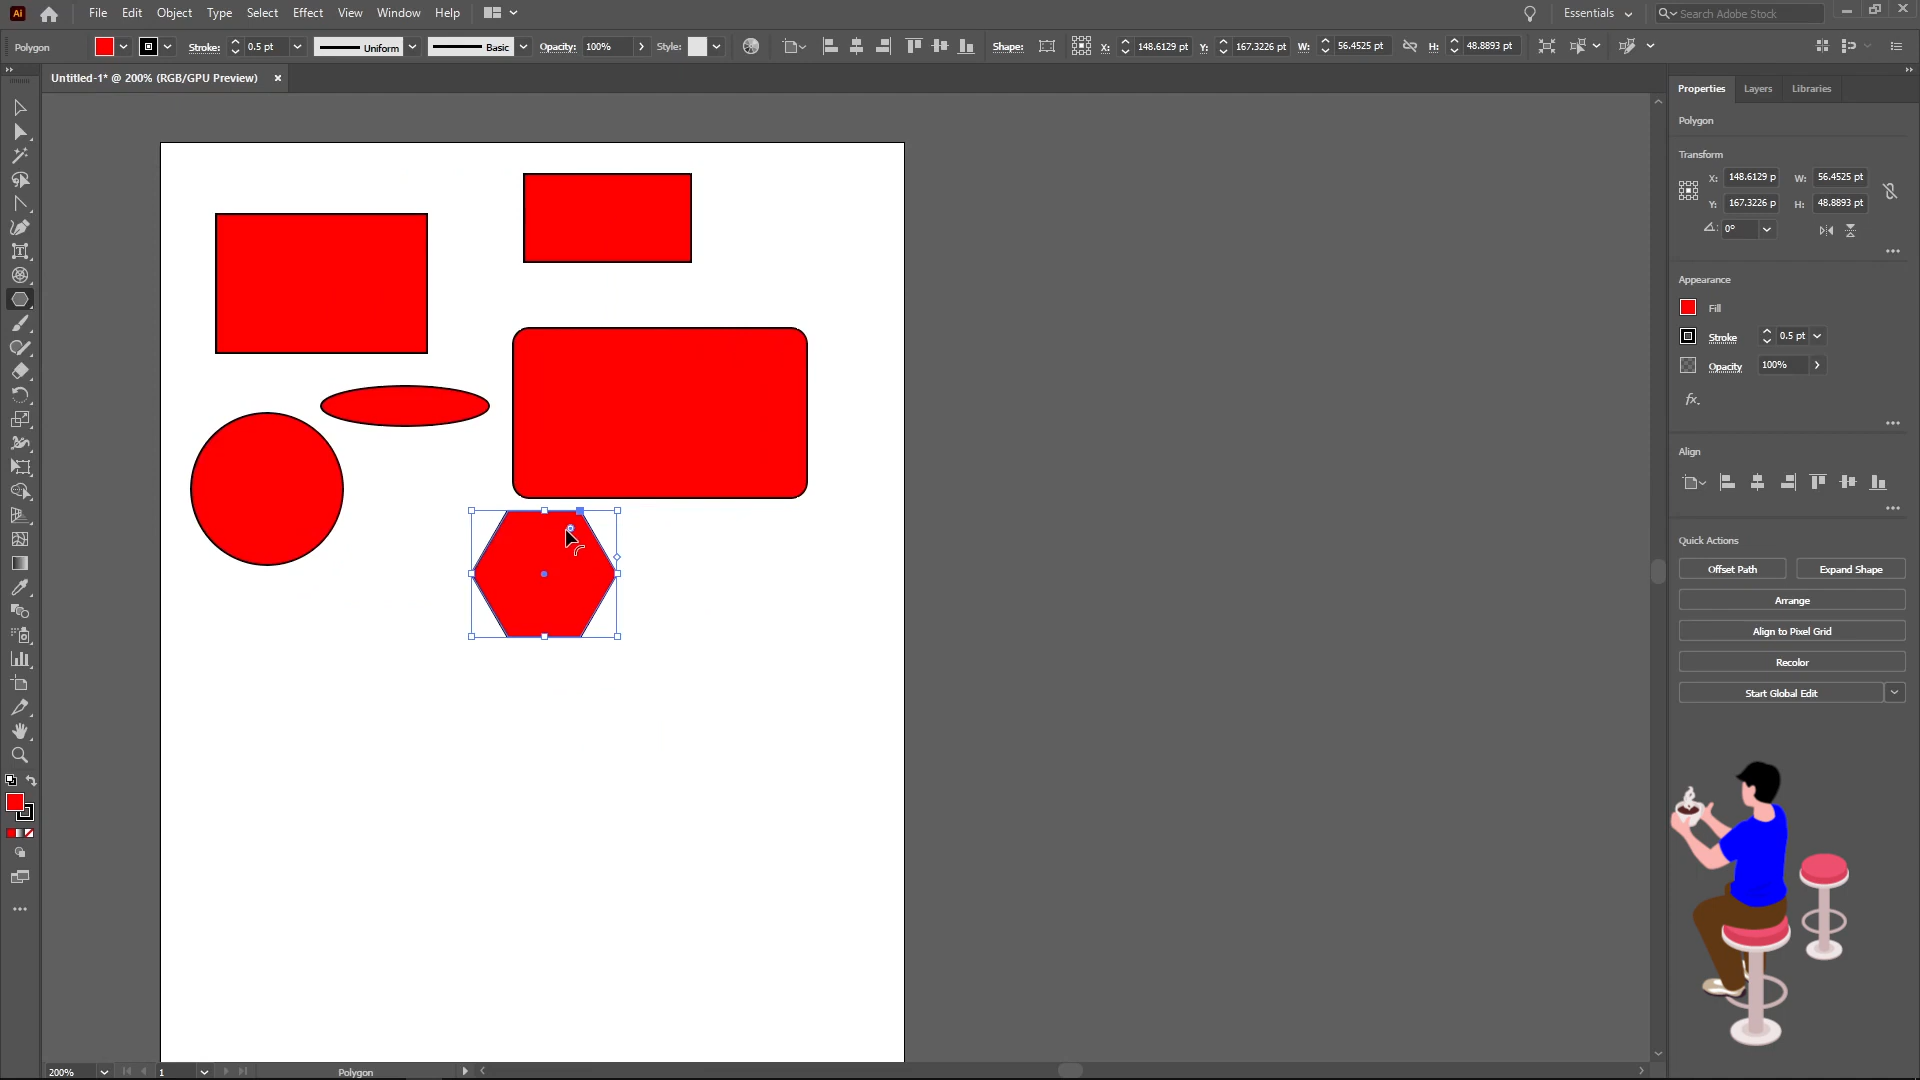 Ai File Edit Object Type Select Effect View Window Help Essentials Search Adobe Stock
Polygon Stroke: 0.5 pt Uniform Basic Opacity: 100% Style: Shape: X: 148.6129 pt Y: 167.3226 pt W: 56.4525 pt H: 48.8893 pt
Untitled-1* @ 200% (RGB/GPU Preview) ×
Properties Layers Libraries
Polygon
Transform
X: 148.6129 p W: 56.4525 pt
Y: 167.3226 p H: 48.8893 pt
0°
Appearance
Fill
Stroke 0.5 pt
Opacity 100%
fx.
Align
Quick Actions
Offset Path Expand Shape
Arrange
Align to Pixel Grid
Recolor
Start Global Edit
200% 1 Polygon